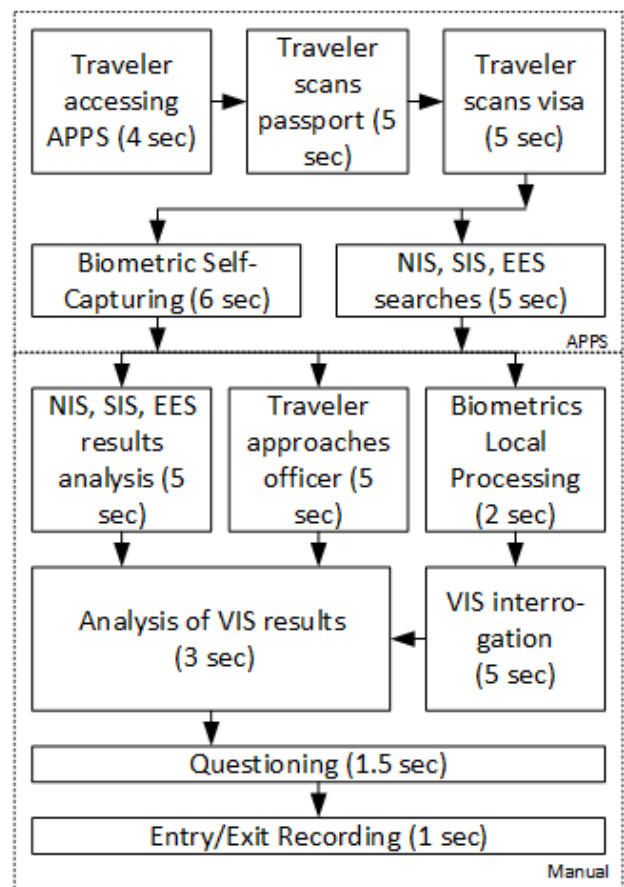 Traveler
accessing
APPS (4 sec)
Traveler
scans
passport (5
sec)
Traveler
scans visa
(5 sec)
Biometric Self-
Capturing (6 sec)
NIS, SIS, EES
searches (5 sec)
APPS
NIS, SIS, EES
results
analysis (5
sec)
Traveler
approaches
officer (5
sec)
Biometrics
Local
Processing
(2 sec)
Analysis of VIS results
(3 sec)
VIS interro-
gation
(5 sec)
Questioning (1.5 sec)
Entry/Exit Recording (1 sec)
Manual